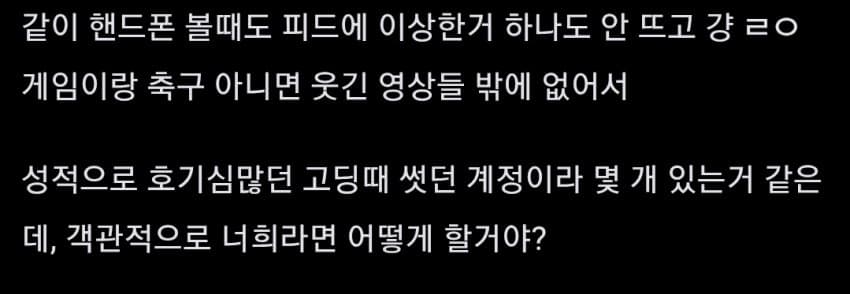 같이 핸드폰 볼때도 피드에 이상한거 하나도 안 뜨고 걍 ㄹㅇ
게임이랑 축구 아니면 웃긴 영상들 밖에 없어서
성적으로 호기심많던 고딩때 썻던 계정이라 몇 개 있는거 같은
데, 객관적으로 너희라면 어떻게 할거야?